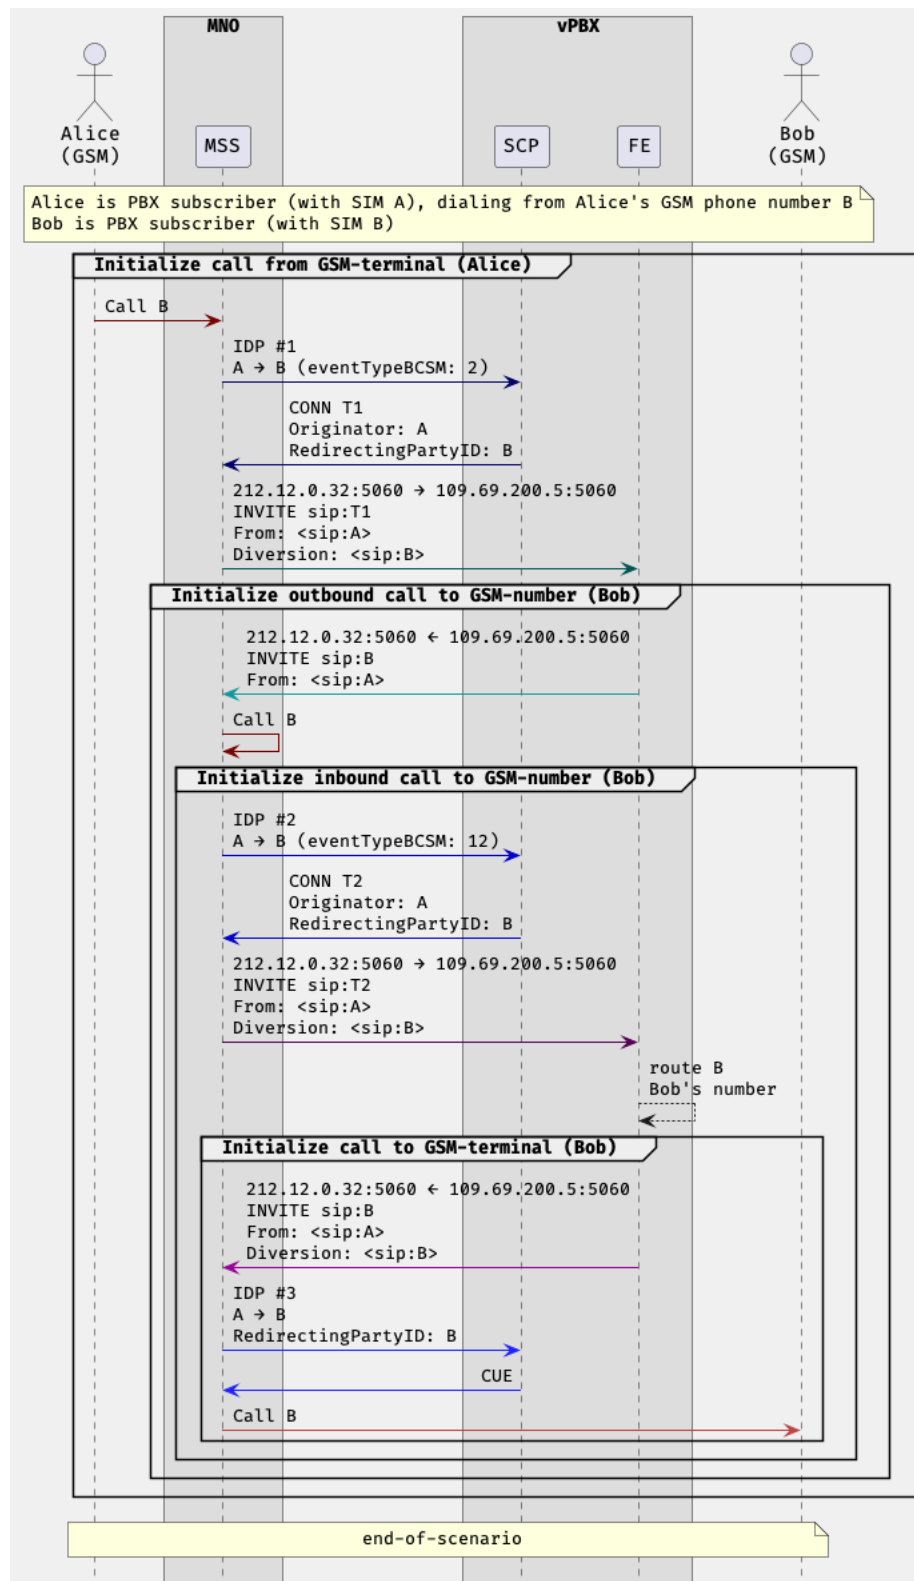 MNO
vPBX
Alice
(GSM)
MSS
SCP
FE
Bob
(GSM)
Alice is PBX subscriber (with SIM A), dialing from Alice's GSM phone number B
Bob is PBX subscriber (with SIM B)
Initialize call from GSM-terminal (Alice)
Call B
IDP #1
A → B (eventTypeBCSM: 2)
CONN T1
Originator: A
RedirectingPartyID: B
212.12.0.32:5060 → 109.69.200.5:5060
INVITE sip:T1
From: <sip:A>
Diversion: <sip:B>
Initialize outbound call to GSM-number (Bob)
212.12.0.32:5060 ← 109.69.200.5:5060
INVITE sip:B
From: <sip:A>
Call B
Initialize inbound call to GSM-number (Bob)
IDP #2
A → B (eventTypeBCSM: 12)
CONN T2
Originator: A
RedirectingPartyID: B
212.12.0.32:5060 → 109.69.200.5:5060
INVITE sip:T2
From: <sip:A>
Diversion: <sip:B>
route B
Bob's number
Initialize call to GSM-terminal (Bob)
212.12.0.32:5060 ← 109.69.200.5:5060
INVITE sip:B
From: <sip:A>
Diversion: <sip:B>
IDP #3
A → B
RedirectingPartyID: B
CUE
Call B
end-of-scenario